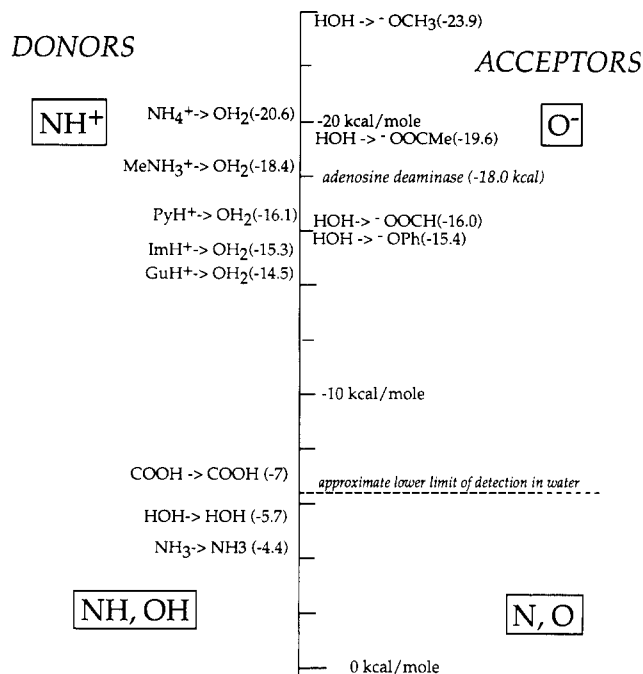 HOH -> ⁻ OCH₃ (-23.9)
DONORS
ACCEPTORS
NH⁺
NH₄⁺-> OH₂(-20.6)
-20 kcal/mole
O⁻
HOH -> ⁻ OOCMe (-19.6)
MeNH₃⁺-> OH₂(-18.4)
adenosine deaminase (-18.0 kcal)
PyH⁺-> OH₂(-16.1)
HOH-> ⁻ OOCH(-16.0)
HOH -> ⁻ OPh(-15.4)
ImH⁺-> OH₂(-15.3)
GuH⁺-> OH₂(-14.5)
-10 kcal/mole
COOH -> COOH (-7)
approximate lower limit of detection in water
HOH-> HOH (-5.7)
NH₃-> NH3 (-4.4)
NH, OH
N, O
0 kcal/mole